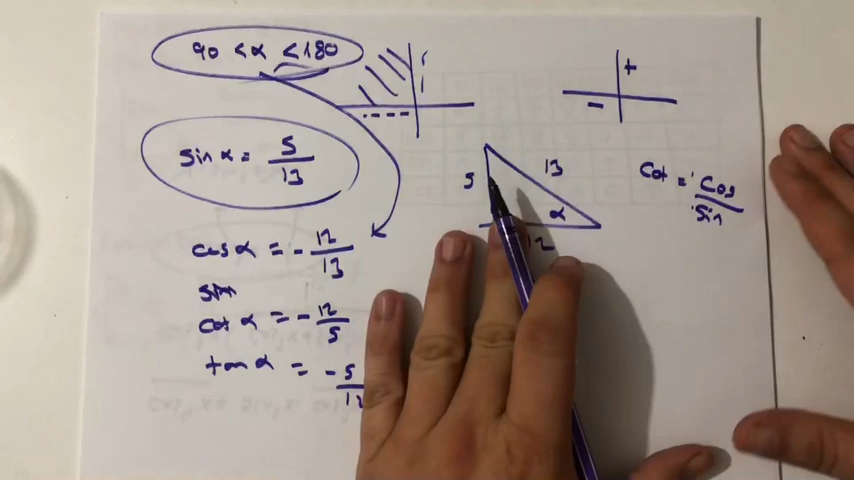 90 < α < 180
sin α = 5/13
cos α = - 12/13
sin
cot α = - 12/5
tan α = - 5/12
+
-
5
13
α
12
Cot = Cos/Sin